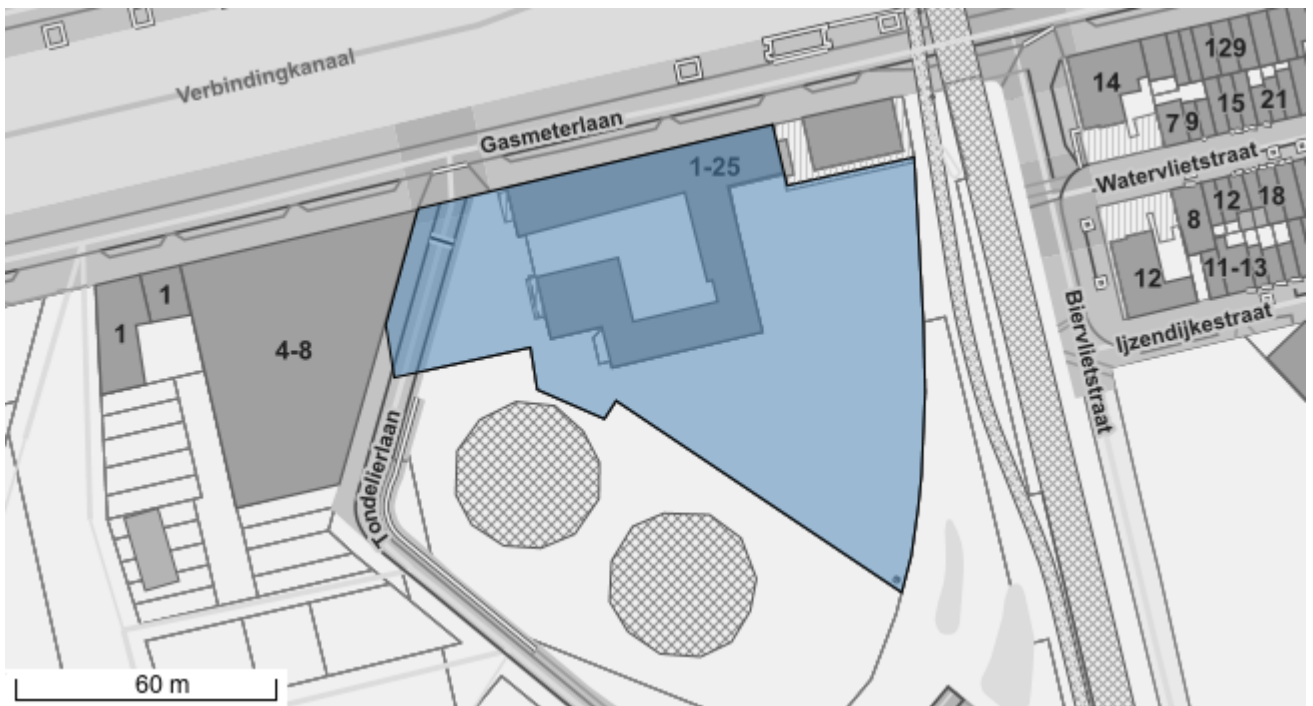 Verbindingkanaal
Gasmeterlaan
129
14
15
21
7
9
1-25
Watervlietstraat
12
18
8
11-13
12
1
1
4-8
Biervlietstraat
Ijzendijkestraat
Tondelierlaan
60 m